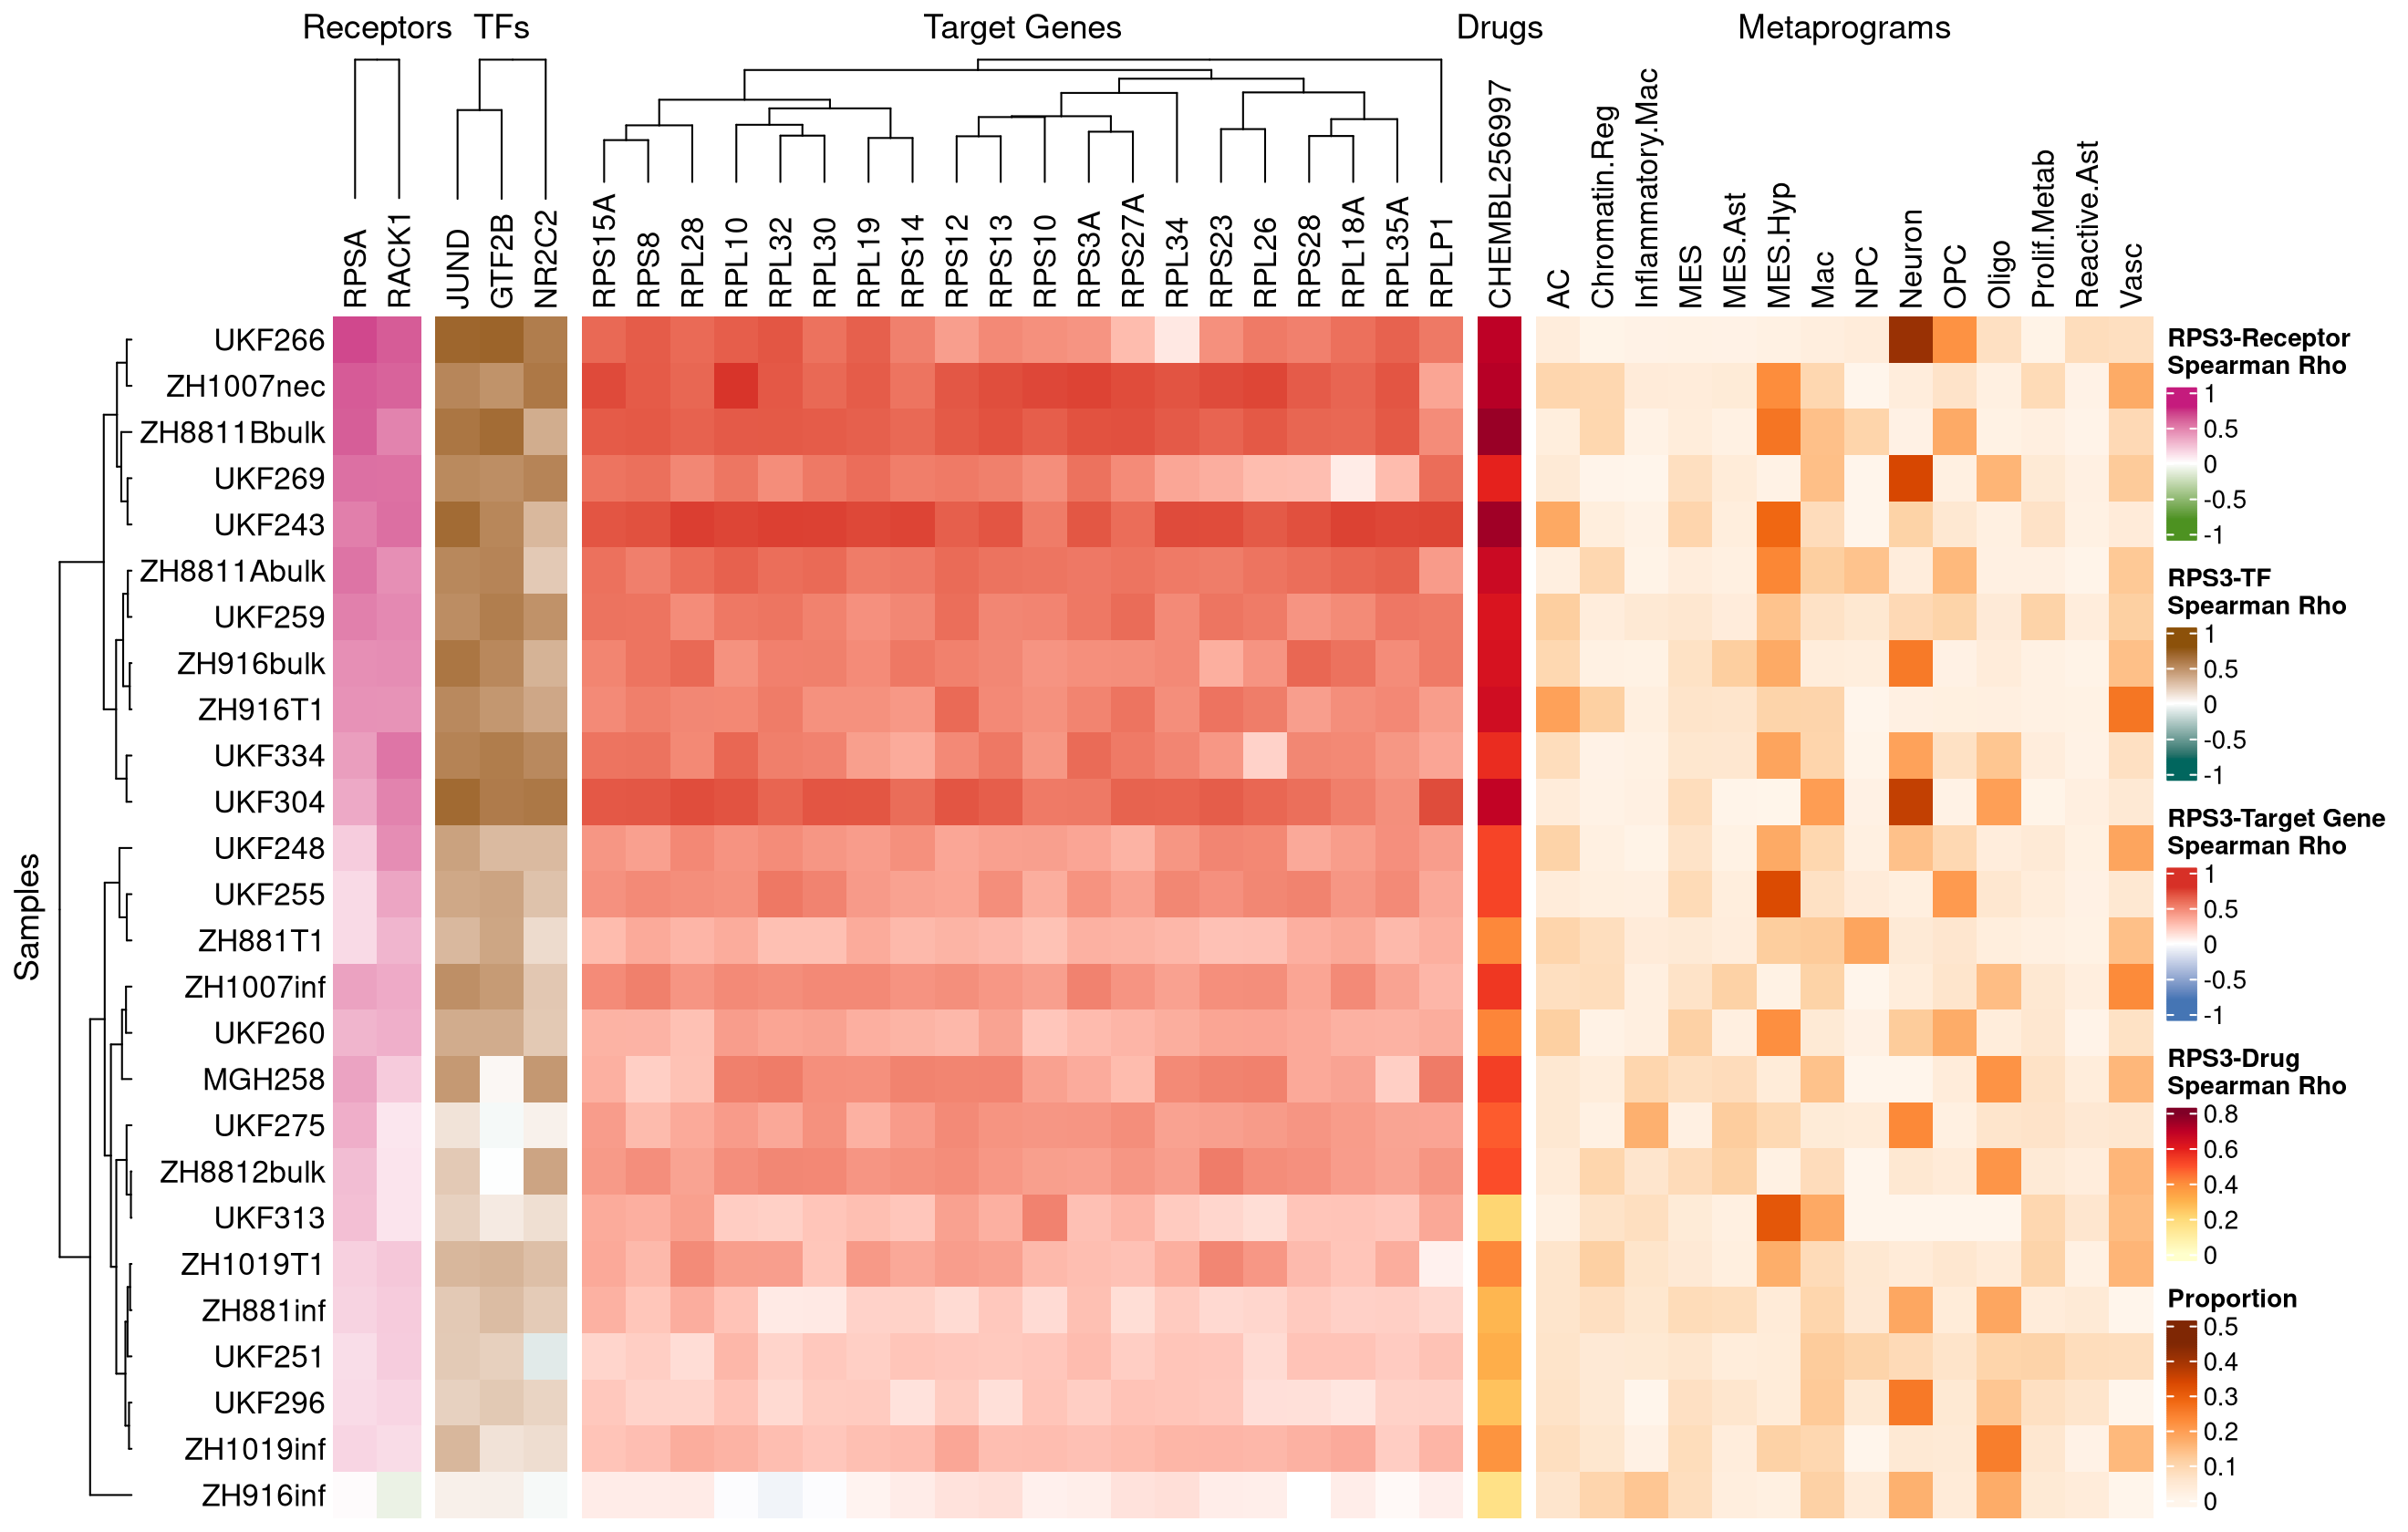 Receptors TFs Target Genes Drugs Metaprograms
RPSA
RACK1
JUND
GTF2B
NR2C2
RPS15A
RPS8
RPL28
RPL10
RPL32
RPL30
RPL19
RPS14
RPS12
RPS13
RPS10
RPS3A
RPS27A
RPL34
RPS23
RPL26
RPS28
RPL18A
RPL35A
RPLP1
CHEMBL256997
AC
Chromatin.Reg
Inflammatory.Mac
MES
MES.Ast
MES.Hyp
Mac
NPC
Neuron
OPC
Oligo
Prolif.Metab
Reactive.Ast
Vasc
Samples
UKF266
ZH1007nec
ZH8811Bbulk
UKF269
UKF243
ZH8811Abulk
UKF259
ZH916bulk
ZH916T1
UKF334
UKF304
UKF248
UKF255
ZH881T1
ZH1007inf
UKF260
MGH258
UKF275
ZH8812bulk
UKF313
ZH1019T1
ZH881inf
UKF251
UKF296
ZH1019inf
ZH916inf
RPS3-Receptor
Spearman Rho
1
0.5
0
-0.5
-1
RPS3-TF
Spearman Rho
1
0.5
0
-0.5
-1
RPS3-Target Gene
Spearman Rho
1
0.5
0
-0.5
-1
RPS3-Drug
Spearman Rho
0.8
0.6
0.4
0.2
0
Proportion
0.5
0.4
0.3
0.2
0.1
0